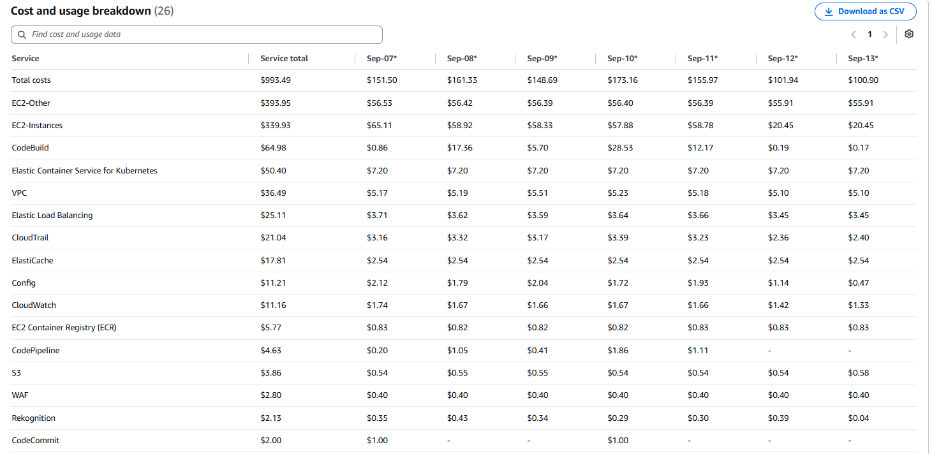 Cost and usage breakdown (26)
Download as CSV
Find cost and usage data
1
Service Service total Sep-07* Sep-08* Sep-09* Sep-10* Sep-11* Sep-12* Sep-13*
Total costs $993.49 $151.50 $161.33 $148.69 $173.16 $155.97 $101.94 $100.90
EC2-Other $393.95 $56.53 $56.42 $56.39 $56.40 $56.39 $55.91 $55.91
EC2-Instances $339.93 $65.11 $58.92 $58.33 $57.88 $58.78 $20.45 $20.45
CodeBuild $64.98 $0.86 $17.36 $5.70 $28.53 $12.17 $0.19 $0.17
Elastic Container Service for Kubernetes $50.40 $7.20 $7.20 $7.20 $7.20 $7.20 $7.20 $7.20
VPC $36.49 $5.17 $5.19 $5.51 $5.23 $5.18 $5.10 $5.10
Elastic Load Balancing $25.11 $3.71 $3.62 $3.59 $3.64 $3.66 $3.45 $3.45
CloudTrail $21.04 $3.16 $3.32 $3.17 $3.39 $3.23 $2.36 $2.40
ElastiCache $17.81 $2.54 $2.54 $2.54 $2.54 $2.54 $2.54 $2.54
Config $11.21 $2.12 $1.79 $2.04 $1.72 $1.93 $1.14 $0.47
CloudWatch $11.16 $1.74 $1.67 $1.66 $1.67 $1.66 $1.42 $1.33
EC2 Container Registry (ECR) $5.77 $0.83 $0.82 $0.82 $0.82 $0.83 $0.83 $0.83
CodePipeline $4.63 $0.20 $1.05 $0.41 $1.86 $1.11 - -
S3 $3.86 $0.54 $0.55 $0.55 $0.54 $0.54 $0.54 $0.58
WAF $2.80 $0.40 $0.40 $0.40 $0.40 $0.40 $0.40 $0.40
Rekognition $2.13 $0.35 $0.43 $0.34 $0.29 $0.30 $0.39 $0.04
CodeCommit $2.00 $1.00 - - $1.00 - - -